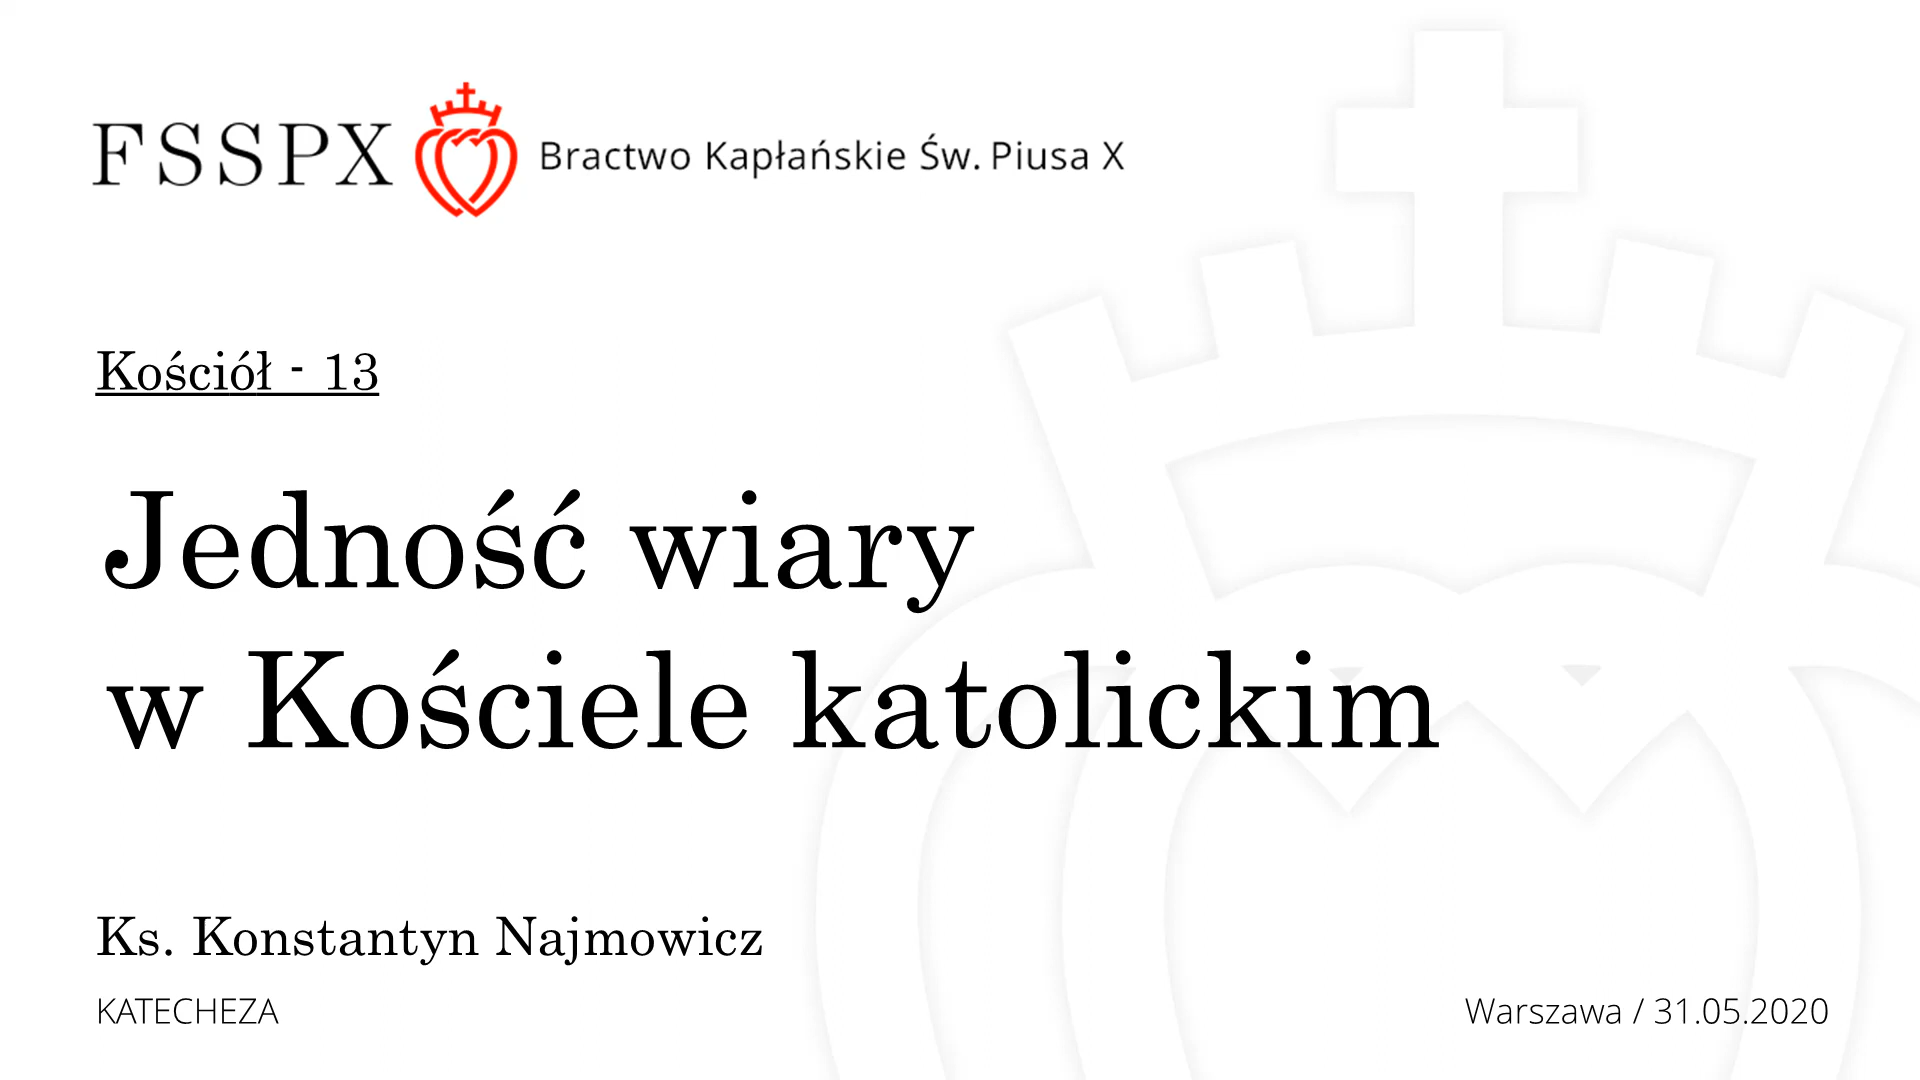 FSSPX Bractwo Kapłańskie Św. Piusa X
Kościół - 13
Jedność wiary
w Kościele katolickim
Ks. Konstantyn Najmowicz
KATECHEZA
Warszawa / 31.05.2020